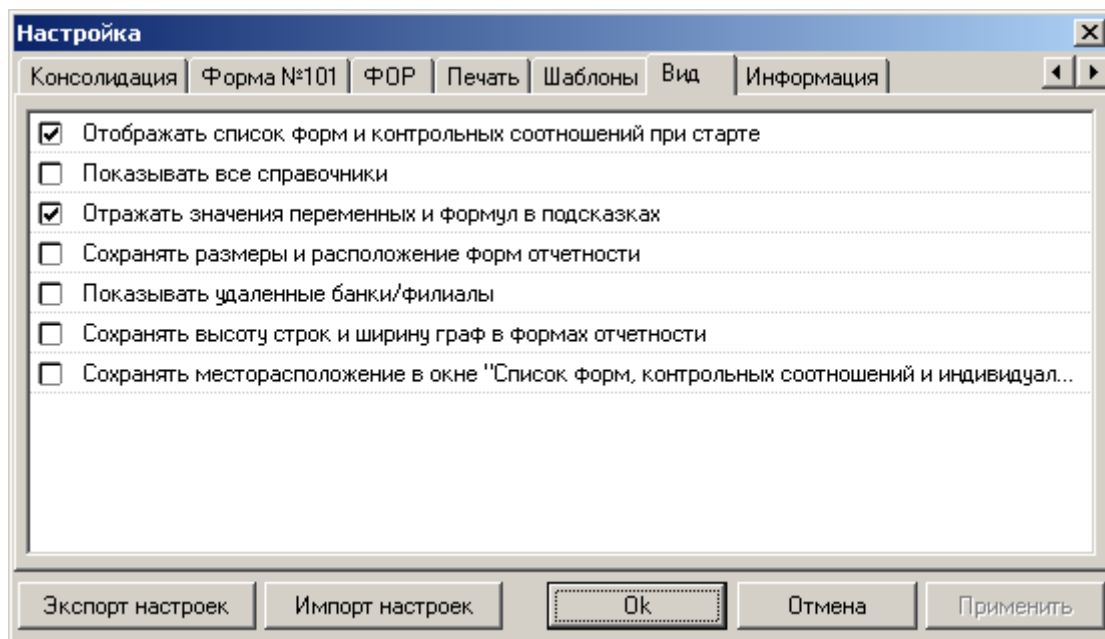 Настройка
Консолидация Форма №101 ФОР Печать Шаблоны Вид Информация
Отображать список форм и контрольных соотношений при старте
Показывать все справочники
Отражать значения переменных и формул в подсказках
Сохранять размеры и расположение форм отчетности
Показывать удаленные банки/филиалы
Сохранять высоту строк и ширину граф в формах отчетности
Сохранять месторасположение в окне "Список форм, контрольных соотношений и индивидуал...
Экспорт настроек Импорт настроек Ok Отмена Применить